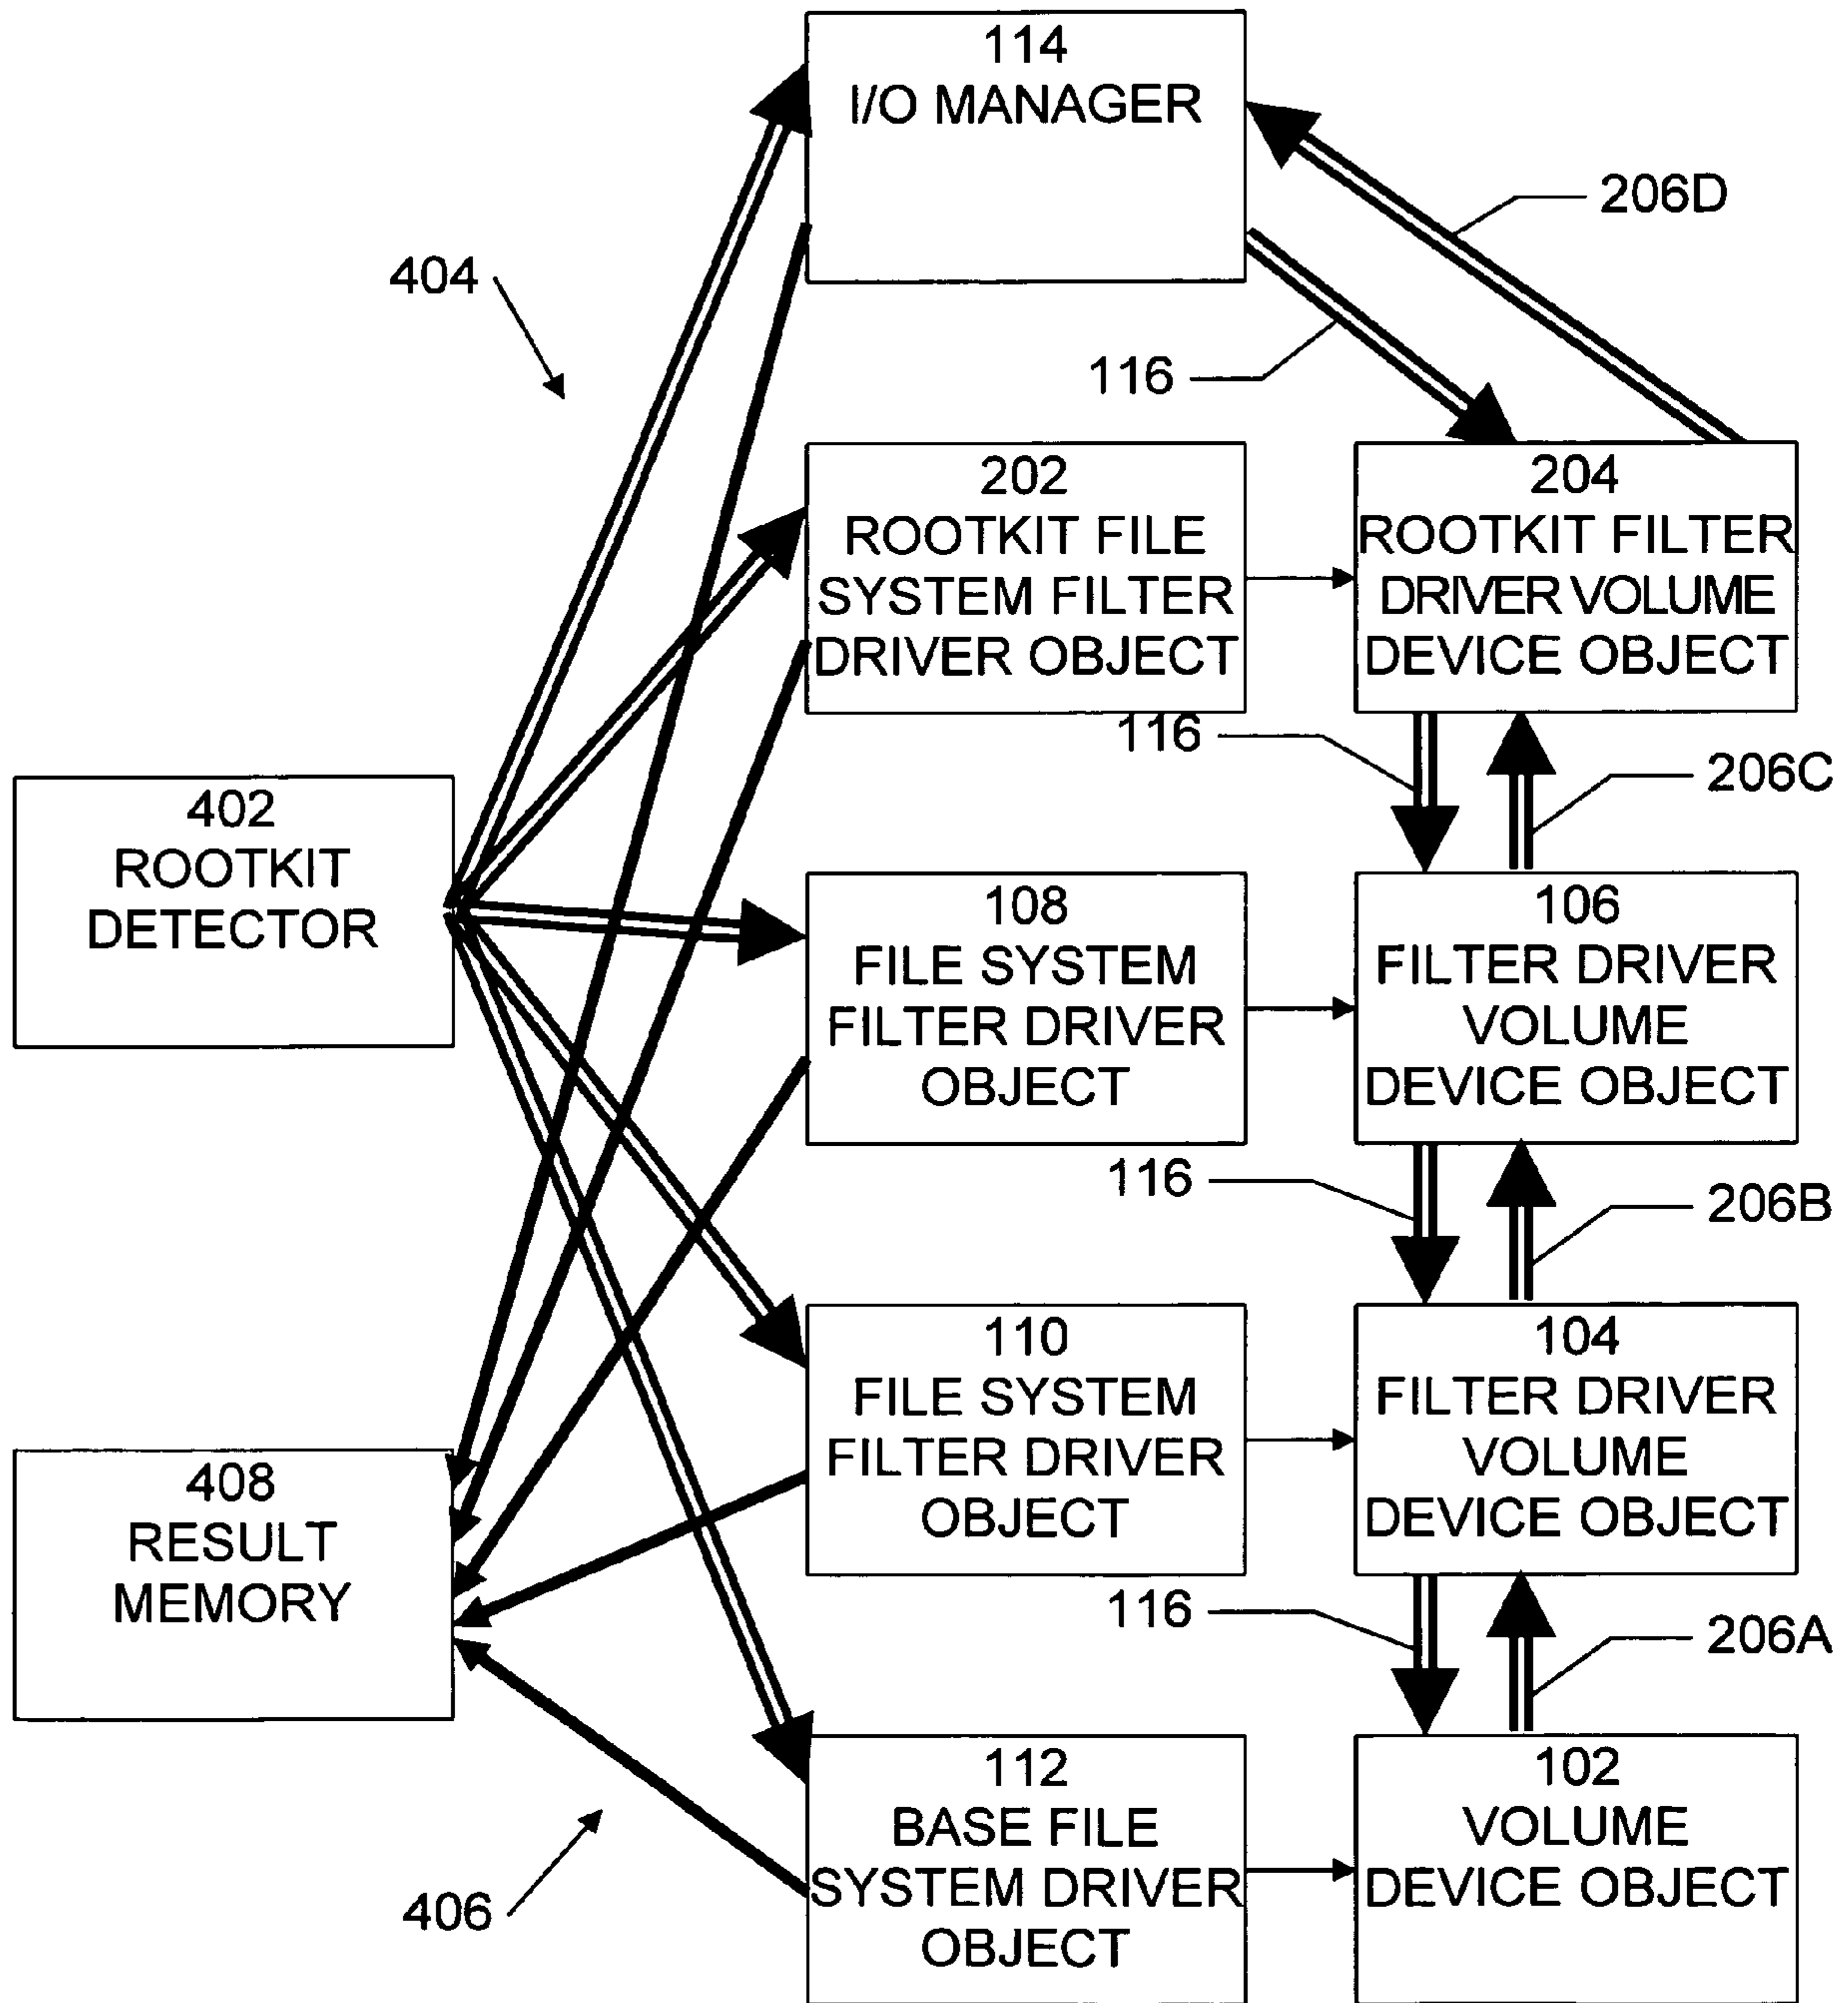 114
I/O MANAGER
206D
404
116
202
ROOTKIT FILE
SYSTEM FILTER
DRIVER OBJECT
204
ROOTKIT FILTER
DRIVER VOLUME
DEVICE OBJECT
116
206C
402
ROOTKIT
DETECTOR
108
FILE SYSTEM
FILTER DRIVER
OBJECT
106
FILTER DRIVER
VOLUME
DEVICE OBJECT
116
206B
110
FILE SYSTEM
FILTER DRIVER
OBJECT
104
FILTER DRIVER
VOLUME
DEVICE OBJECT
408
RESULT
MEMORY
116
206A
112
BASE FILE
SYSTEM DRIVER
OBJECT
102
VOLUME
DEVICE OBJECT
406